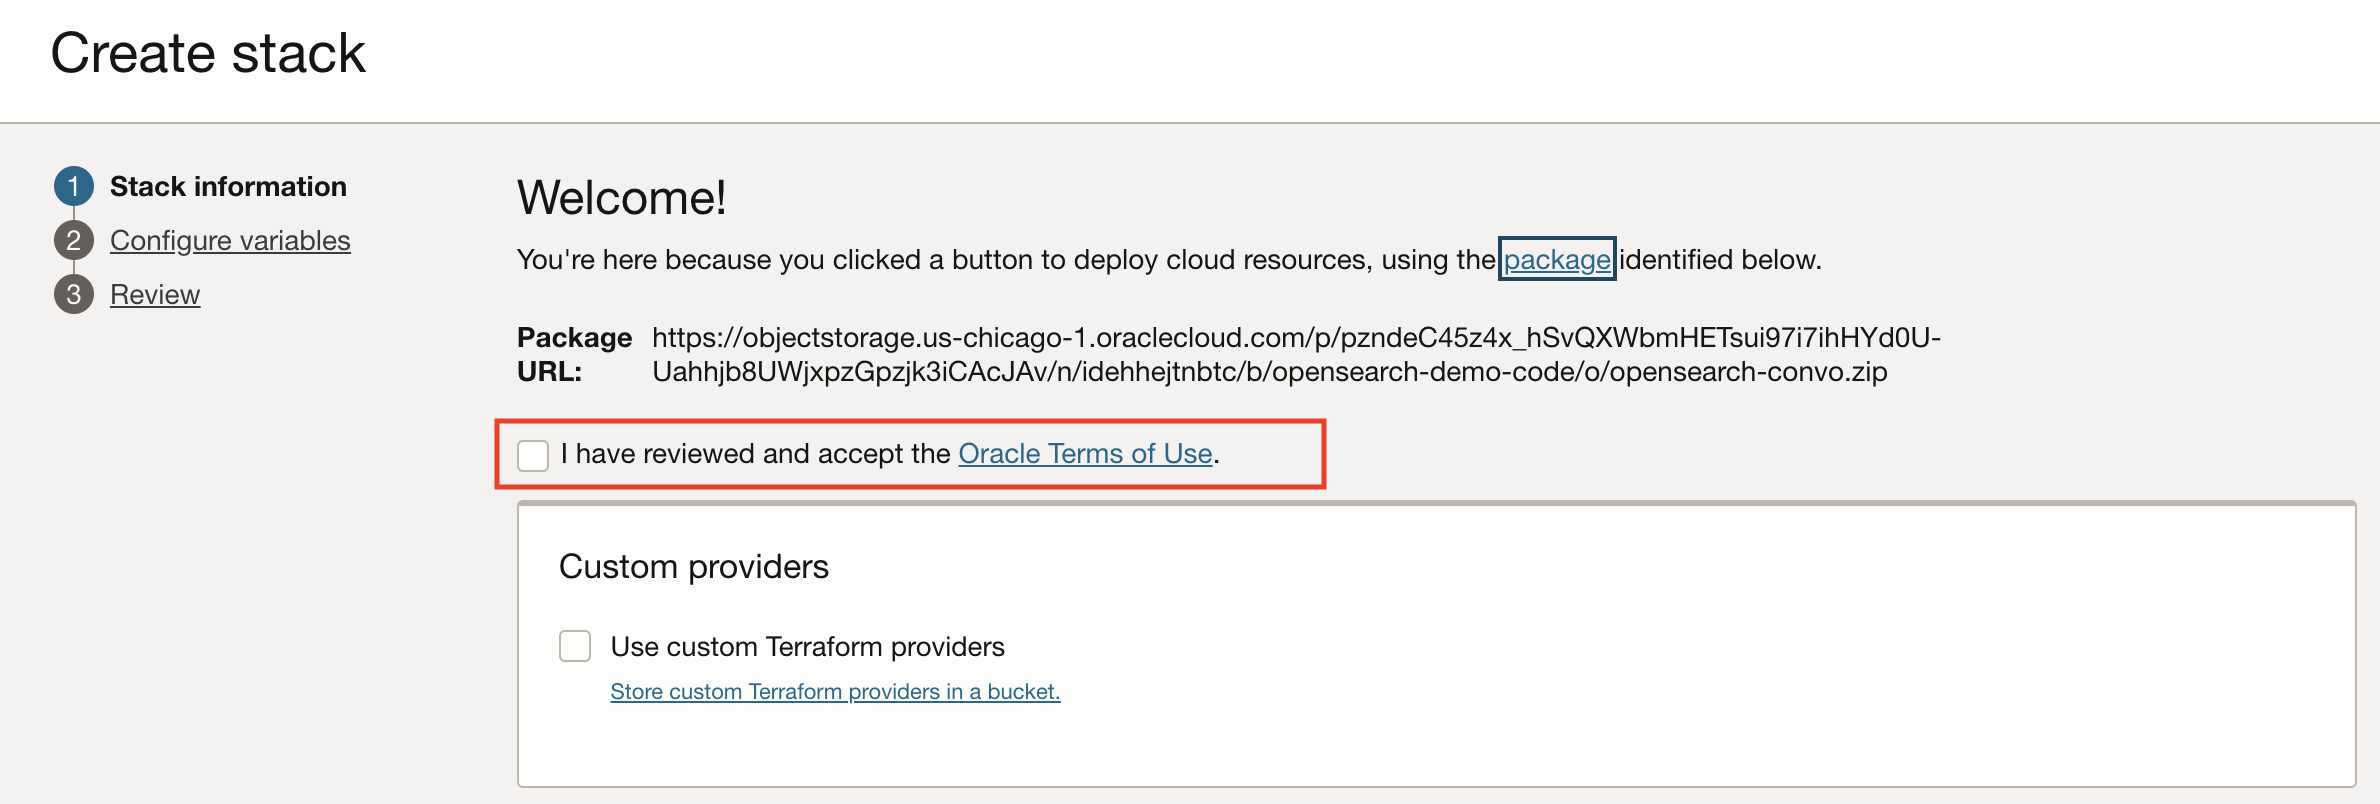 Create stack
1 Stack information
2 Configure variables
3 Review
Welcome!
You're here because you clicked a button to deploy cloud resources, using the package identified below.
Package URL: https://objectstorage.us-chicago-1.oraclecloud.com/p/pzndeC45z4x_hSvQXWbmHETsui97i7ihHYd0U-
Uahhjb8UWjxpzGpzjk3iCAcJAv/n/idehhejtnbtc/b/opensearch-demo-code/o/opensearch-convo.zip
I have reviewed and accept the Oracle Terms of Use.
Custom providers
Use custom Terraform providers
Store custom Terraform providers in a bucket.